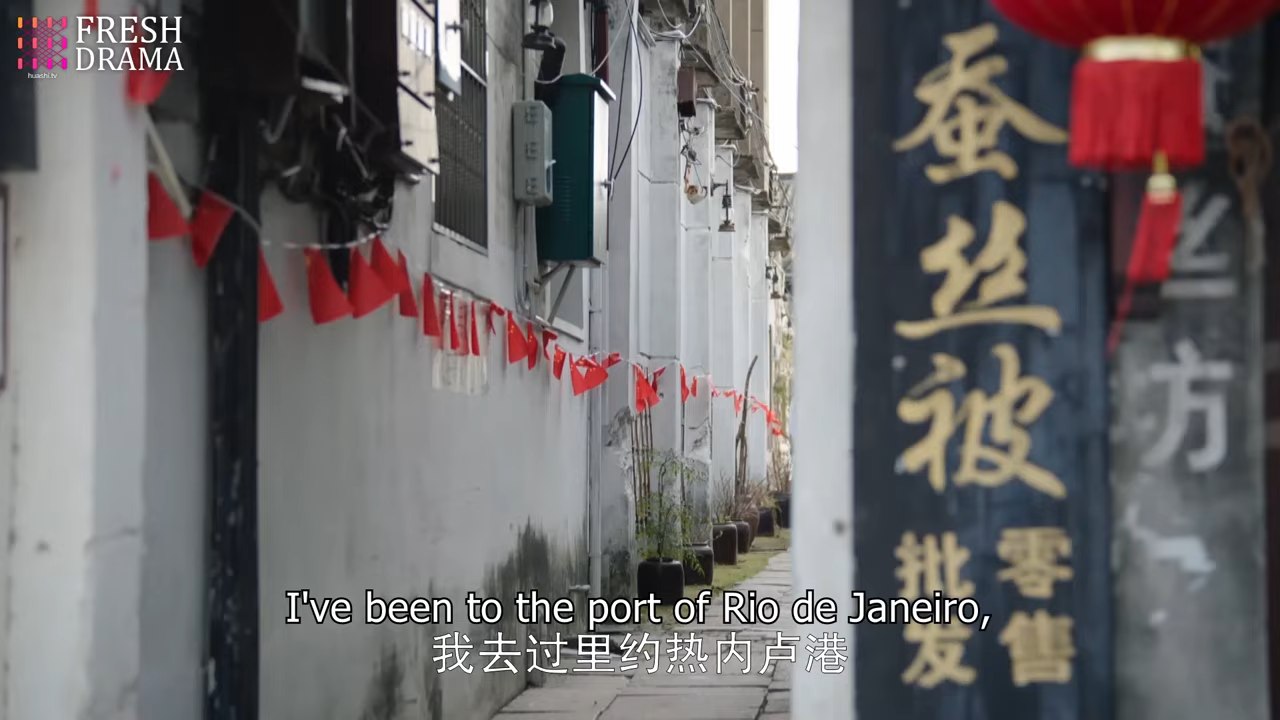 FRESH
DRAMA
huashi.tv
蚕丝被
批发
零售
丝
方
I've been to the port of Rio de Janeiro,
我去过里约热内卢港